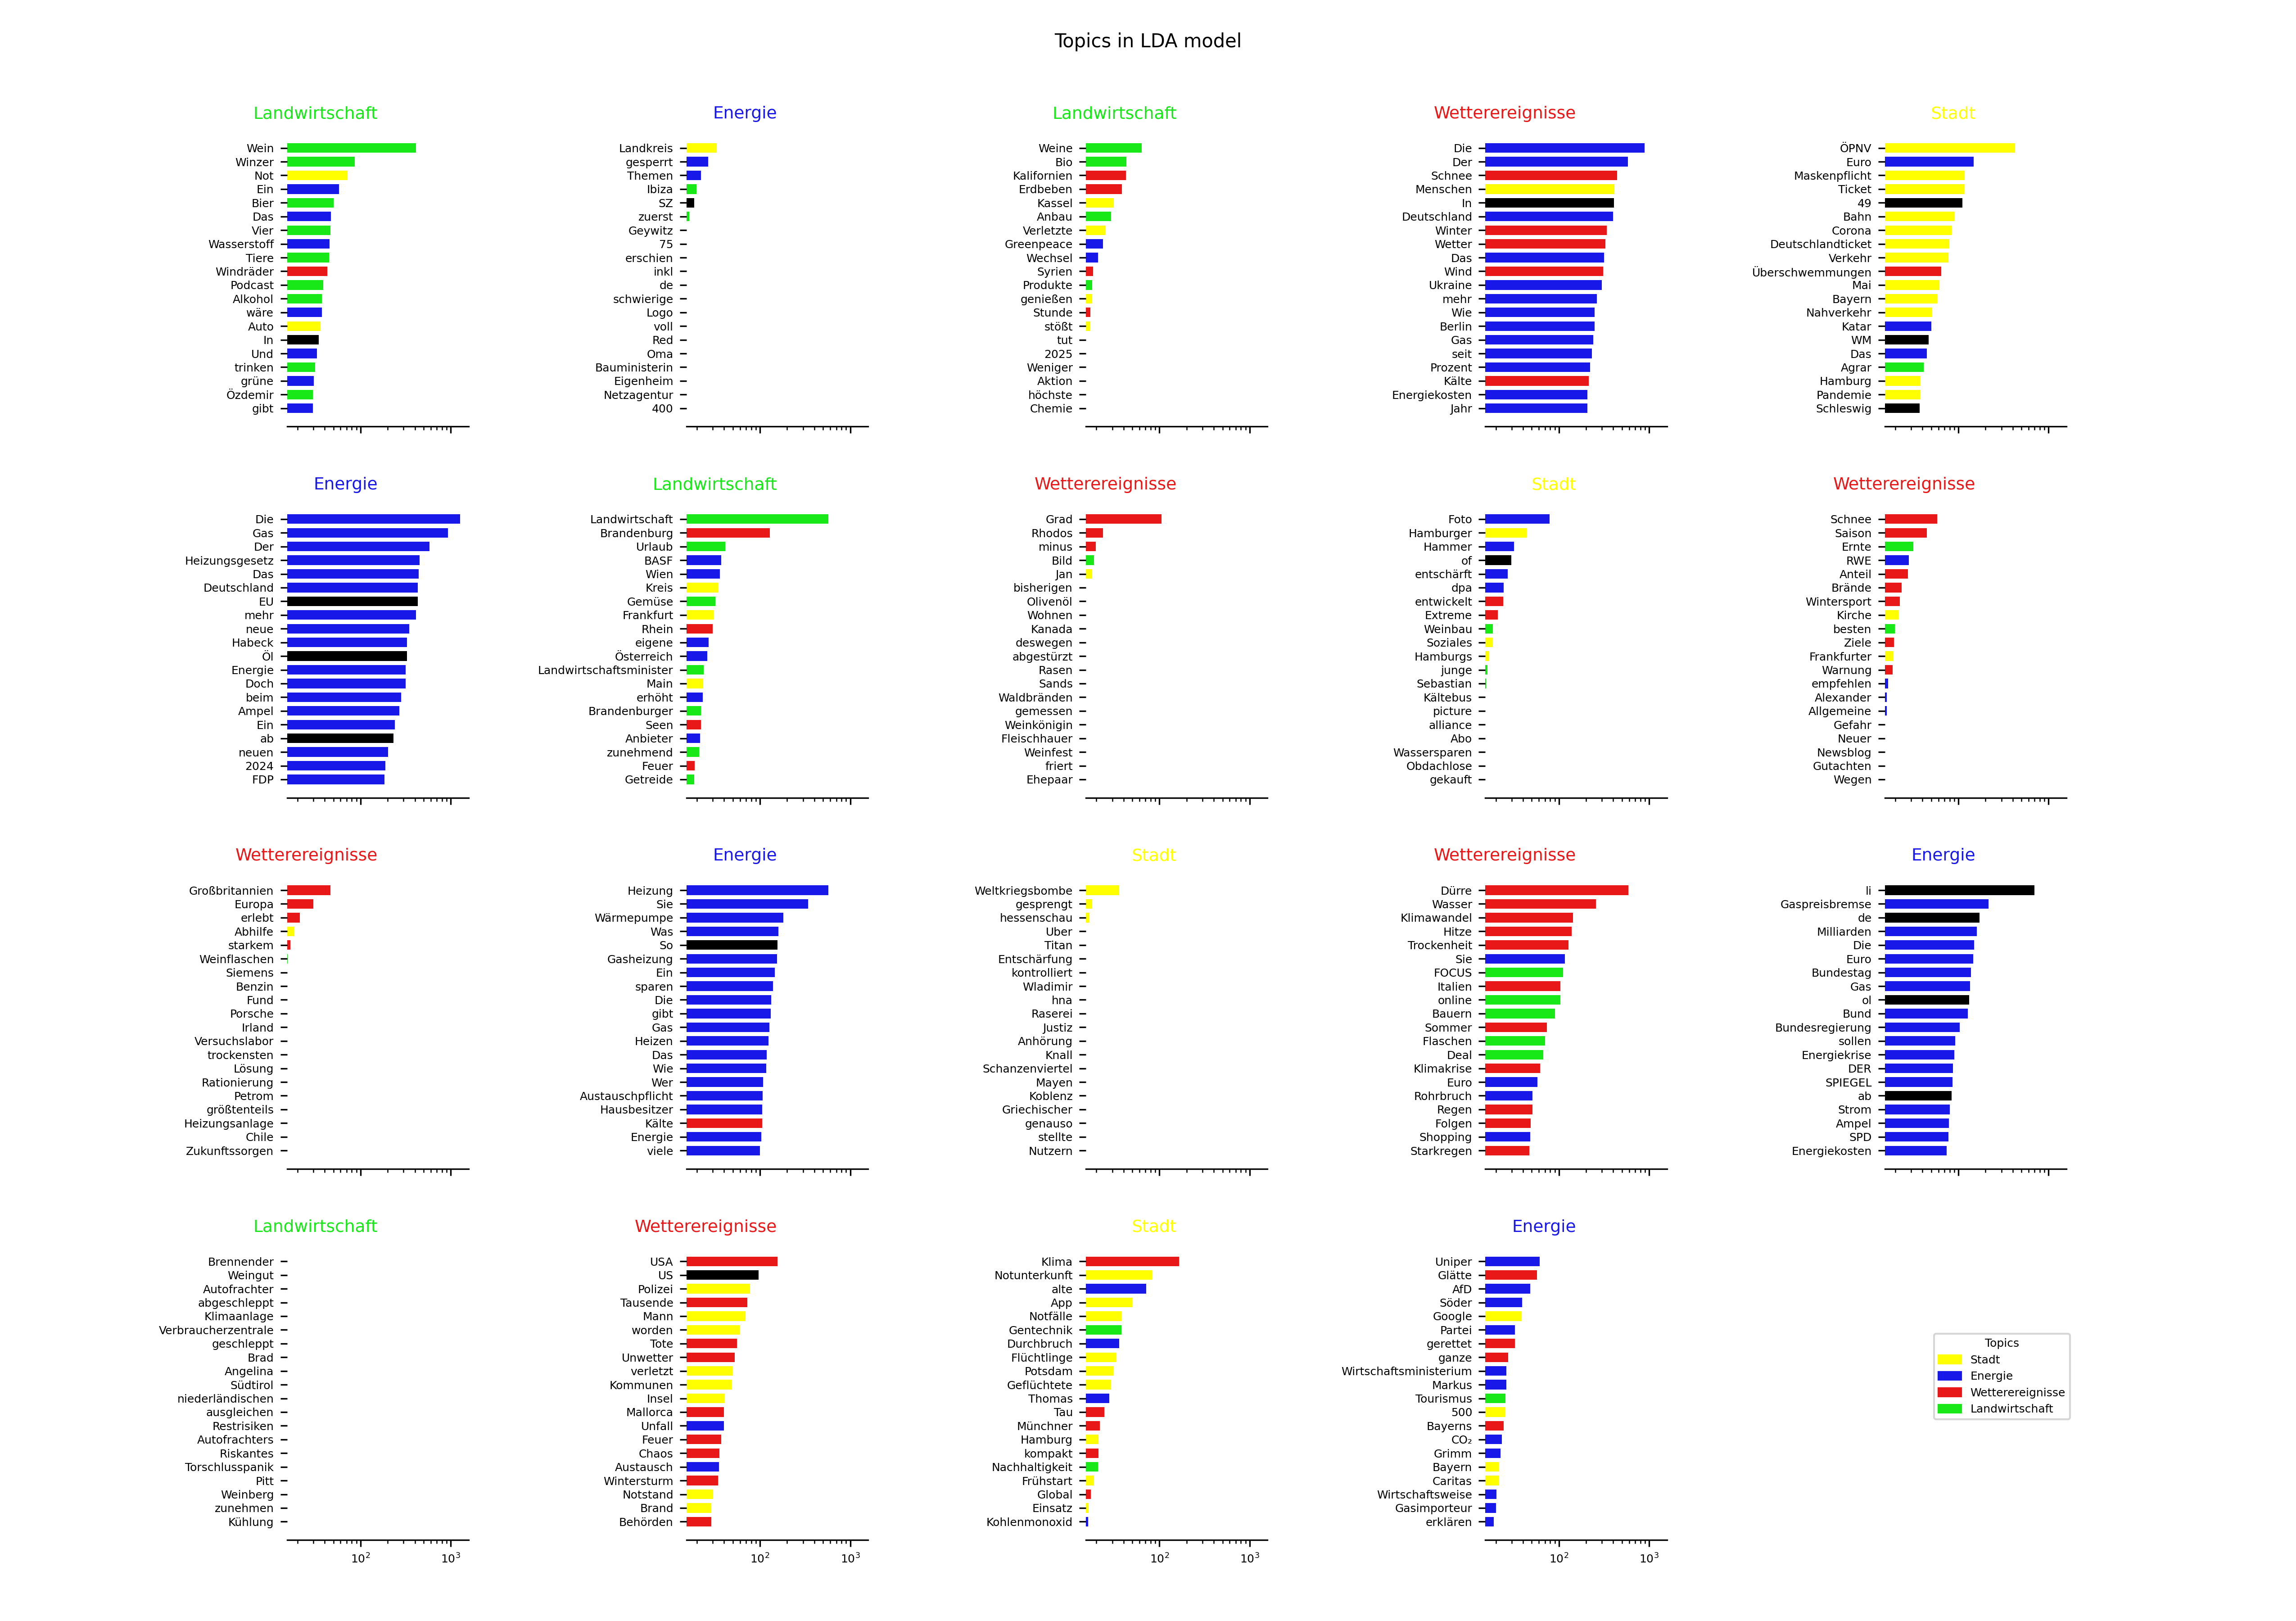 Topics in LDA model
Landwirtschaft
Wein
Winzer
Not
Ein
Bier
Das
Vier
Wasserstoff
Tiere
Windräder
Podcast
Alkohol
wäre
Auto
In
Und
trinken
grüne
Özdemir
gibt
Energie
Landkreis
gesperrt
Themen
Ibiza
SZ
zuerst
Geywitz
75
erschien
inkl
de
schwierige
Logo
voll
Red
Oma
Bauministerin
Eigenheim
Netzagentur
400
Landwirtschaft
Weine
Bio
Kalifornien
Erdbeben
Kassel
Anbau
Verletzte
Greenpeace
Wechsel
Syrien
Produkte
genießen
Stunde
stößt
tut
2025
Weniger
Aktion
höchste
Chemie
Wetterereignisse
Die
Der
Schnee
Menschen
In
Deutschland
Winter
Wetter
Das
Wind
Ukraine
mehr
Wie
Berlin
Gas
seit
Prozent
Kälte
Energiekosten
Jahr
Stadt
ÖPNV
Euro
Maskenpflicht
Ticket
49
Bahn
Corona
Deutschlandticket
Verkehr
Überschwemmungen
Mai
Bayern
Nahverkehr
Katar
WM
Das
Agrar
Hamburg
Pandemie
Schleswig
Energie
Die
Gas
Der
Heizungsgesetz
Das
Deutschland
EU
mehr
neue
Habeck
Öl
Energie
Doch
beim
Ampel
Ein
ab
neuen
2024
FDP
Landwirtschaft
Landwirtschaft
Brandenburg
Urlaub
BASF
Wien
Kreis
Gemüse
Frankfurt
Rhein
eigene
Österreich
Landwirtschaftsminister
Main
erhöht
Brandenburger
Seen
Anbieter
zunehmend
Feuer
Getreide
Wetterereignisse
Grad
Rhodos
minus
Bild
Jan
bisherigen
Olivenöl
Wohnen
Kanada
deswegen
abgestürzt
Rasen
Sands
Waldbränden
gemessen
Weinkönigin
Fleischhauer
Weinfest
friert
Ehepaar
Stadt
Foto
Hamburger
Hammer
of
entschärft
dpa
entwickelt
Extreme
Weinbau
Soziales
Hamburgs
junge
Sebastian
Kältebus
picture
alliance
Abo
Wassersparen
Obdachlose
gekauft
Wetterereignisse
Schnee
Saison
Ernte
RWE
Anteil
Brände
Wintersport
Kirche
besten
Ziele
Frankfurter
Warnung
empfehlen
Alexander
Allgemeine
Gefahr
Neuer
Newsblog
Gutachten
Wegen
Wetterereignisse
Großbritannien
Europa
erlebt
Abhilfe
starkem
Weinflaschen
Siemens
Benzin
Fund
Porsche
Irland
Versuchslabor
trockensten
Lösung
Rationierung
Petrom
größtenteils
Heizungsanlage
Chile
Zukunftssorgen
Energie
Heizung
Sie
Wärmepumpe
Was
So
Gasheizung
Ein
sparen
Die
gibt
Gas
Heizen
Das
Wie
Wer
Austauschpflicht
Hausbesitzer
Kälte
Energie
viele
Stadt
Weltkriegsbombe
gesprengt
hessenschau
Uber
Titan
Entschärfung
kontrolliert
Wladimir
hna
Raserei
Justiz
Anhörung
Knall
Schanzenviertel
Mayen
Koblenz
Griechischer
genauso
stellte
Nutzern
Wetterereignisse
Dürre
Wasser
Klimawandel
Hitze
Trockenheit
Sie
FOCUS
Italien
online
Bauern
Sommer
Flaschen
Deal
Klimakrise
Euro
Rohrbruch
Regen
Folgen
Shopping
Starkregen
Energie
li
Gaspreisbremse
de
Milliarden
Die
Euro
Bundestag
Gas
ol
Bund
Bundesregierung
sollen
Energiekrise
DER
SPIEGEL
ab
Strom
Ampel
SPD
Energiekosten
Landwirtschaft
Brennender
Weingut
Autofrachter
abgeschleppt
Klimaanlage
Verbraucherzentrale
geschleppt
Brad
Angelina
Südtirol
niederländischen
ausgleichen
Restrisiken
Autofrachters
Riskantes
Torschlusspanik
Pitt
Weinberg
zunehmen
Kühlung
10² 10³
Wetterereignisse
USA
US
Polizei
Tausende
Mann
worden
Tote
Unwetter
verletzt
Kommunen
Insel
Mallorca
Unfall
Feuer
Chaos
Austausch
Wintersturm
Notstand
Brand
Behörden
10² 10³
Stadt
Klima
Notunterkunft
alte
App
Notfälle
Gentechnik
Durchbruch
Flüchtlinge
Potsdam
Geflüchtete
Thomas
Tau
Münchner
Hamburg
kompakt
Nachhaltigkeit
Frühstart
Global
Einsatz
Kohlenmonoxid
10² 10³
Energie
Uniper
Glätte
AfD
Söder
Google
Partei
gerettet
ganze
Wirtschaftsministerium
Markus
Tourismus
500
Bayerns
CO₂
Grimm
Bayern
Caritas
Wirtschaftsweise
Gasimporteur
erklären
10² 10³
Topics
Stadt
Energie
Wetterereignisse
Landwirtschaft